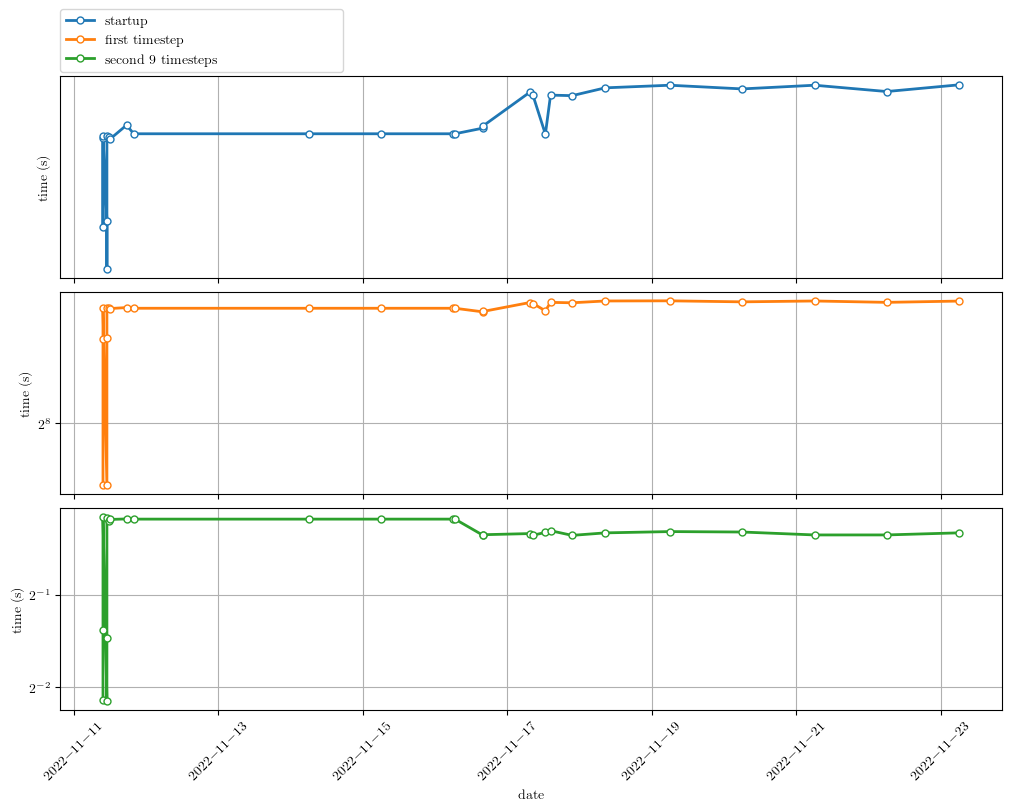 startup
first timestep
second 9 timesteps
time (s)
time (s)
2^8
time (s)
2^−1
2^−2
2022−11−11
2022−11−13
2022−11−15
2022−11−17
2022−11−19
2022−11−21
2022−11−23
date